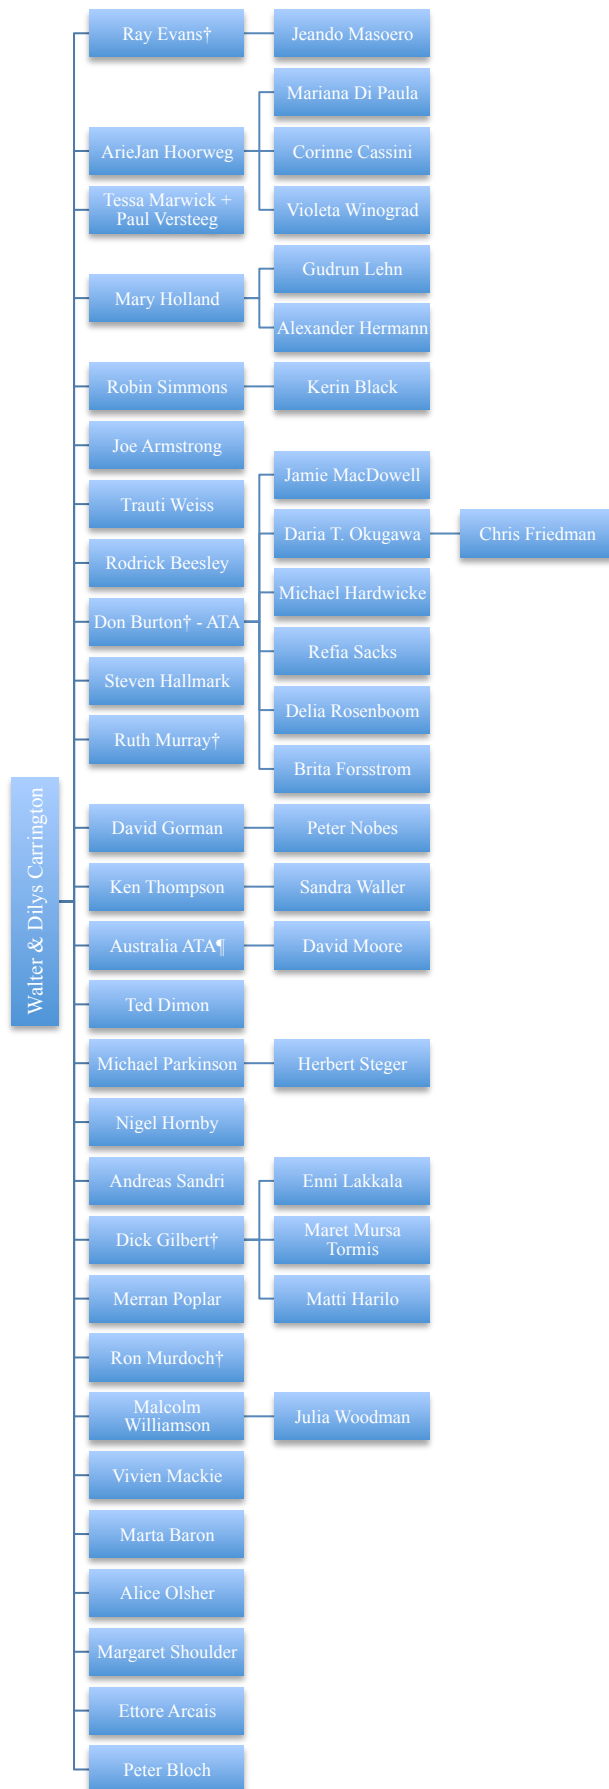 Ray Evans†
Jeando Masoero
Mariana Di Paula
ArieJan Hoorweg
Corinne Cassini
Tessa Marwick +
Paul Versteeg
Violeta Winograd
Gudrun Lehn
Mary Holland
Alexander Hermann
Robin Simmons
Kerin Black
Joe Armstrong
Jamie MacDowell
Trauti Weiss
Daria T. Okugawa
Chris Friedman
Rodrick Beesley
Michael Hardwicke
Don Burton† - ATA
Refia Sacks
Steven Hallmark
Delia Rosenboom
Ruth Murray†
Brita Forsstrom
Walter & Dilys Carrington
David Gorman
Peter Nobes
Ken Thompson
Sandra Waller
Australia ATA¶
David Moore
Ted Dimon
Michael Parkinson
Herbert Steger
Nigel Hornby
Andreas Sandri
Enni Lakkala
Dick Gilbert†
Maret Mursa
Tormis
Merran Poplar
Matti Harilo
Ron Murdoch†
Malcolm
Williamson
Julia Woodman
Vivien Mackie
Marta Baron
Alice Olsher
Margaret Shoulder
Ettore Arcais
Peter Bloch